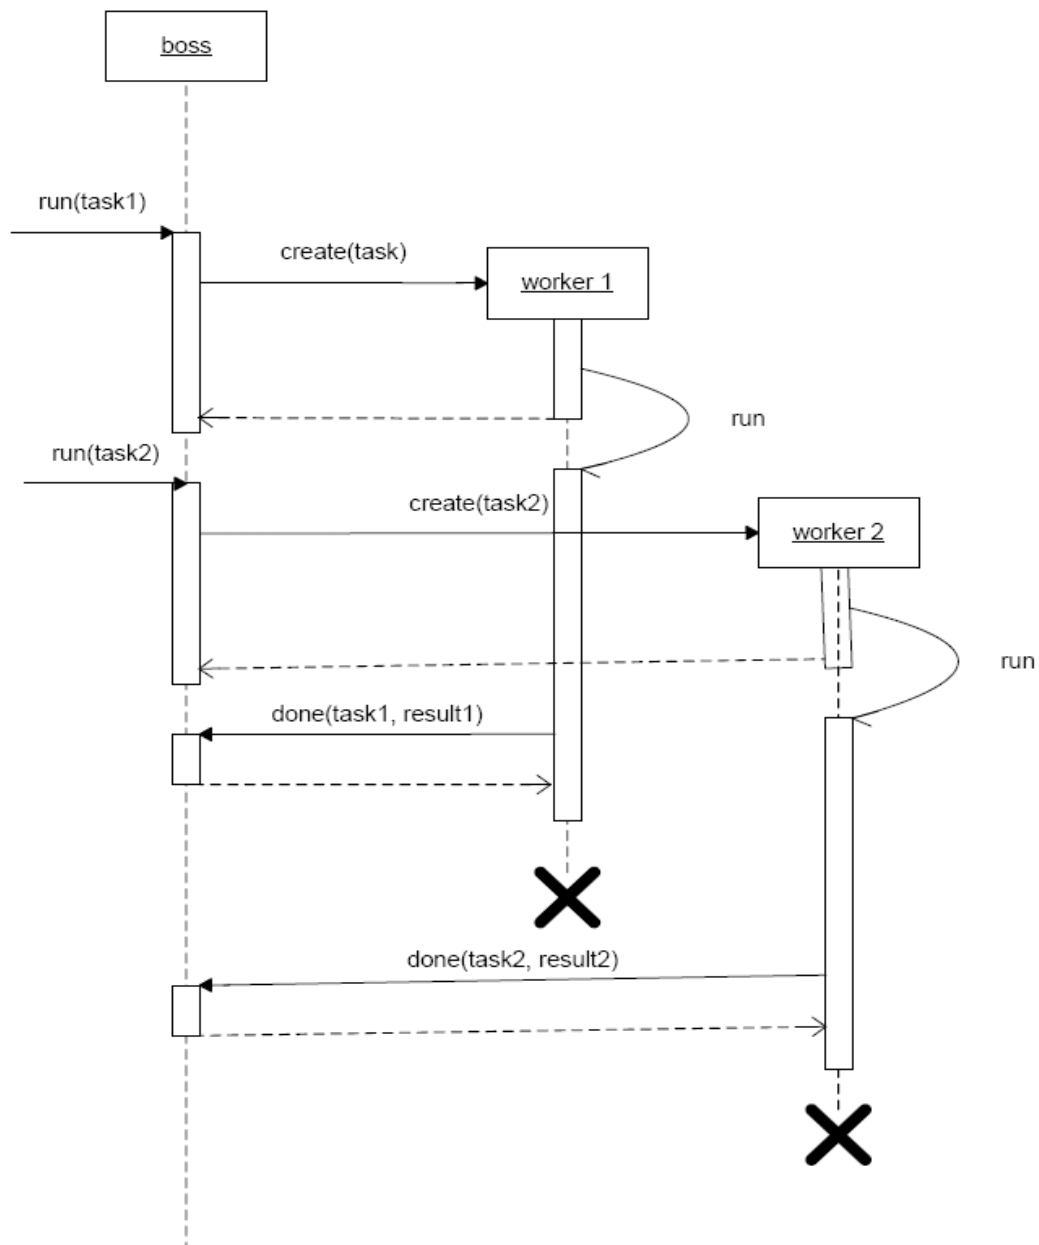 boss
run(task1)
create(task)
worker 1
run
run(task2)
create(task2)
worker 2
run
done(task1, result1)
done(task2, result2)